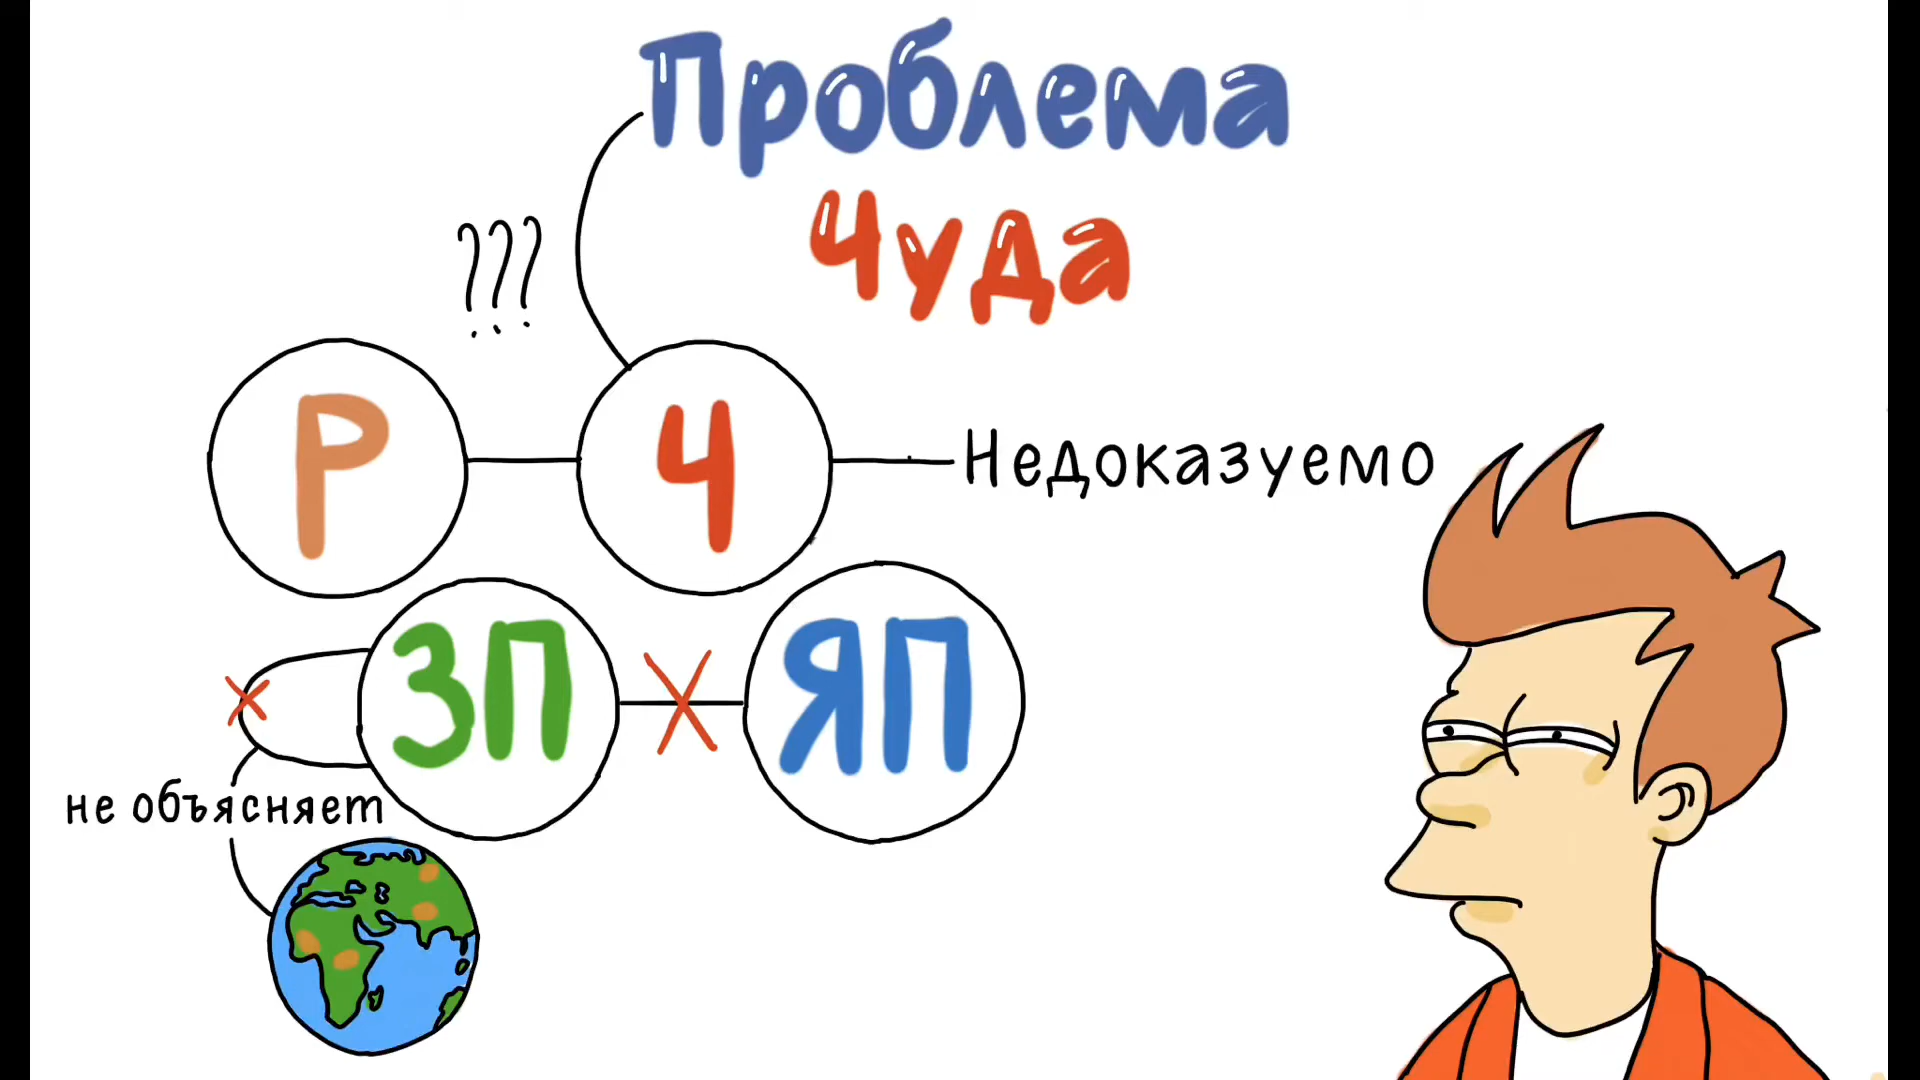 Проблема
Чуда
???
Р
Ч
Недоказуемо
ЗП
ЯП
не объясняет